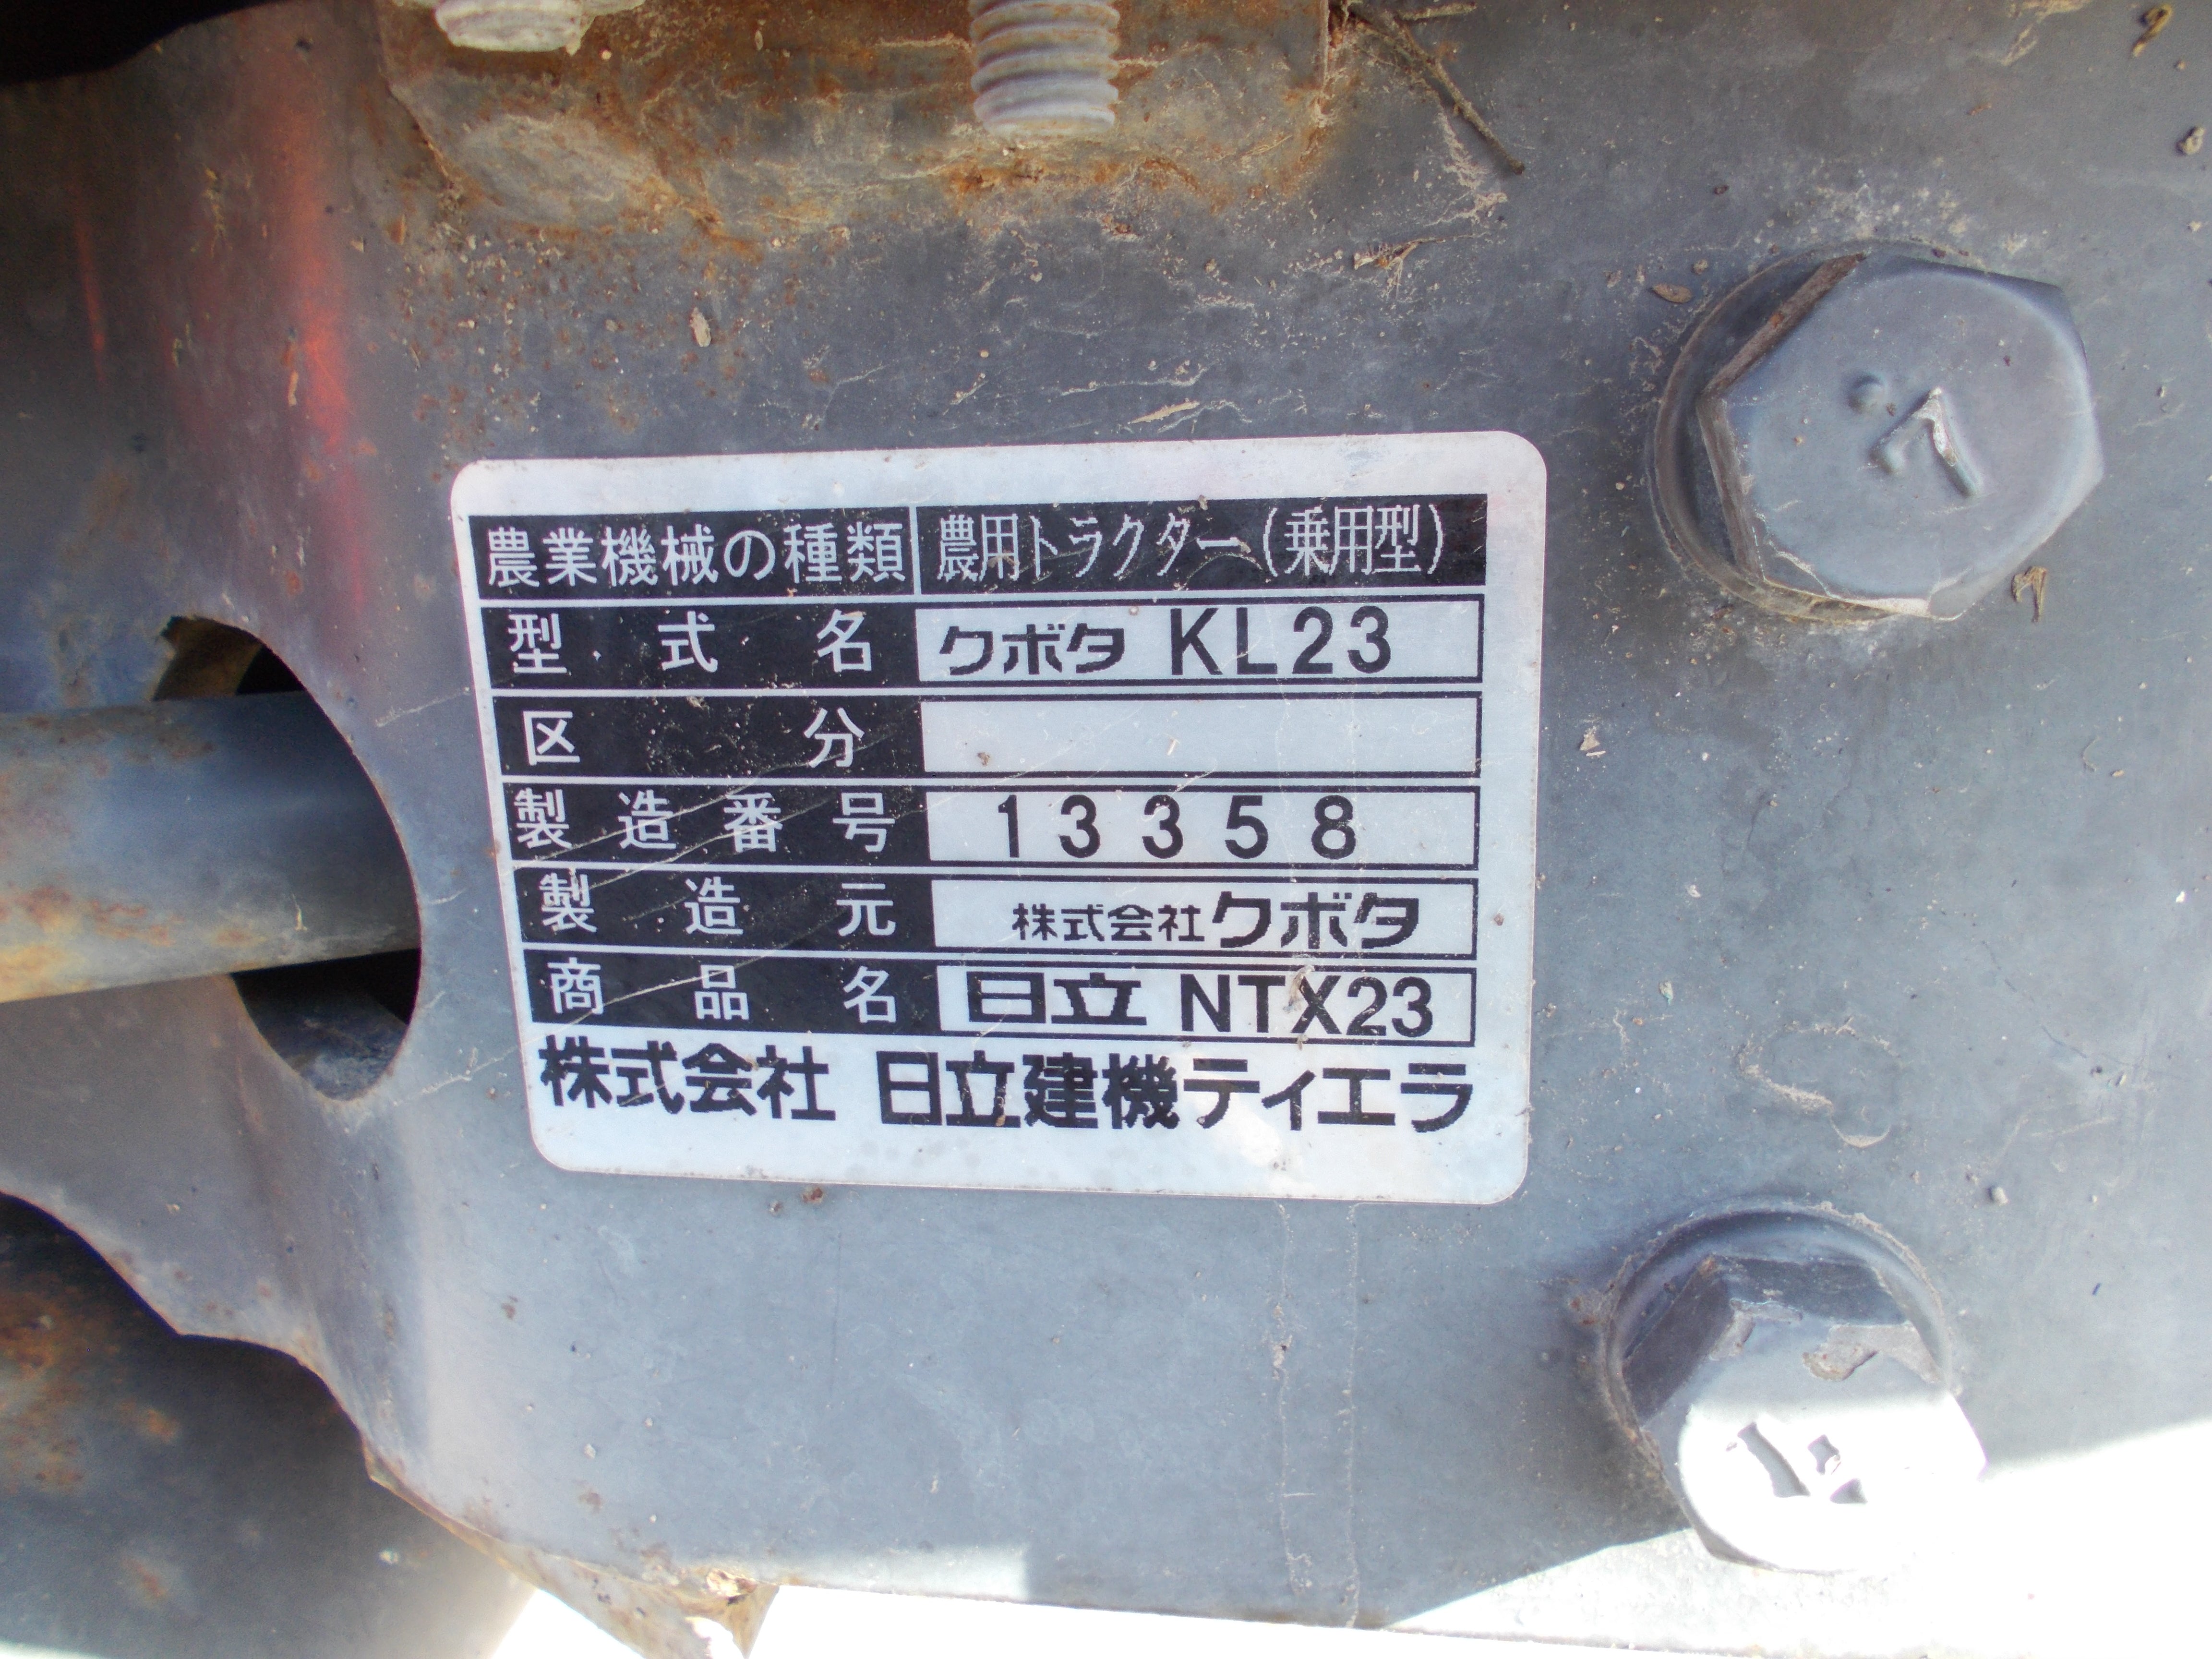 農業機械の種類 農用トラクター(乗用型)
型式名 クボタ KL23
区分
製造番号 13358
製造元 株式会社クボタ
商品名 日立 NTX23
株式会社 日立建機ティエラ
7